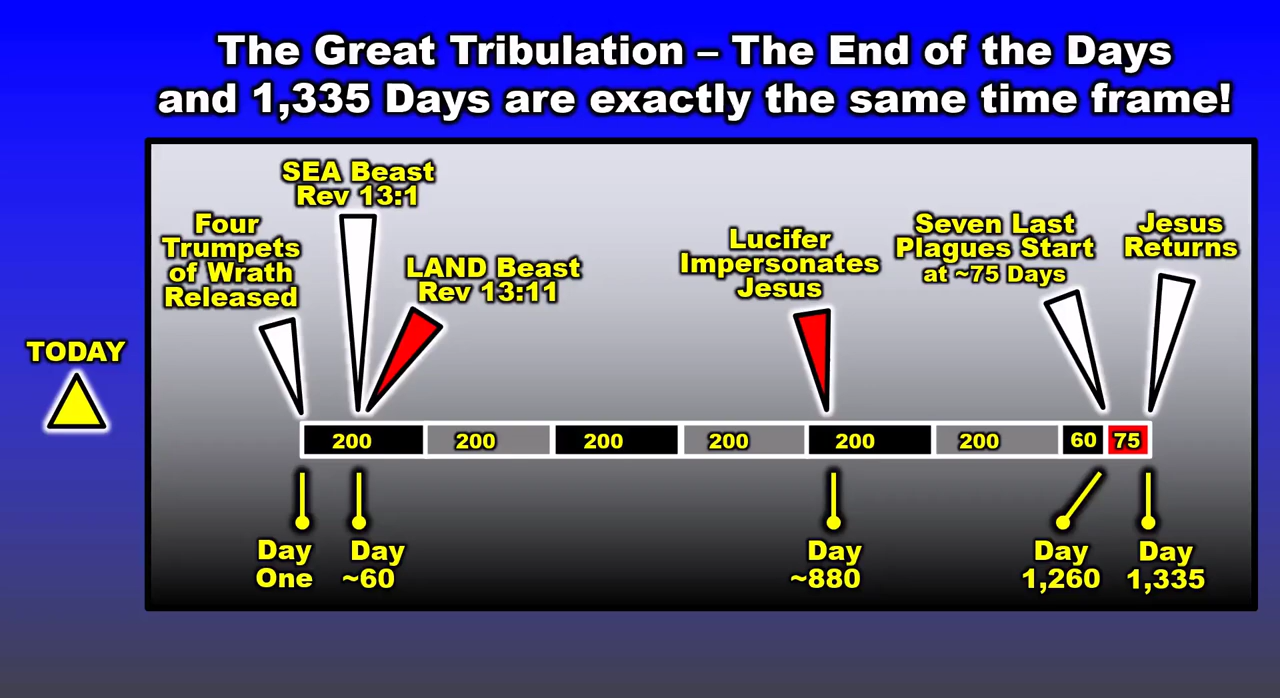 The Great Tribulation – The End of the Days
and 1,335 Days are exactly the same time frame!
SEA Beast
Rev 13:1
Four
Trumpets
of Wrath
Released
LAND Beast
Rev 13:11
Lucifer
Impersonates
Jesus
Seven Last
Plagues Start
at ~75 Days
Jesus
Returns
TODAY
200 200 200 200 200 200 60 75
Day
One
Day
~60
Day
~880
Day
1,260
Day
1,335